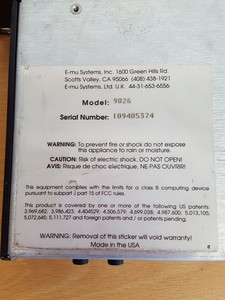 E-mu Systems, Inc. 1600 Green Hills Rd.
Scotts Valley, CA 95066 (408) 438-1921
E-mu Systems, Ltd. U.K. 44-31-653-6556
Model: 9026
Serial Number: 109405374
WARNING: To prevent fire or shock do not expose
this appliance to rain or moisture.
CAUTION: Risk of electric shock, DO NOT OPEN!
AVIS: Risque de choc electrique, NE PAS OUVRIR!
This equipment complies with the limits for a class B computing device
pursuant to subpart J part 15 of FCC rules.
This product is covered by one or more of the following US patents:
3,969,682, 3,986,423, 4,404529, 4,506,579, 4,699,038, 4,987,600, 5,013,105,
5,072,645, 5,111,727 and foreign patents and / or patents pending.
WARNING: Removal of this sticker will void warranty!
Made in the USA